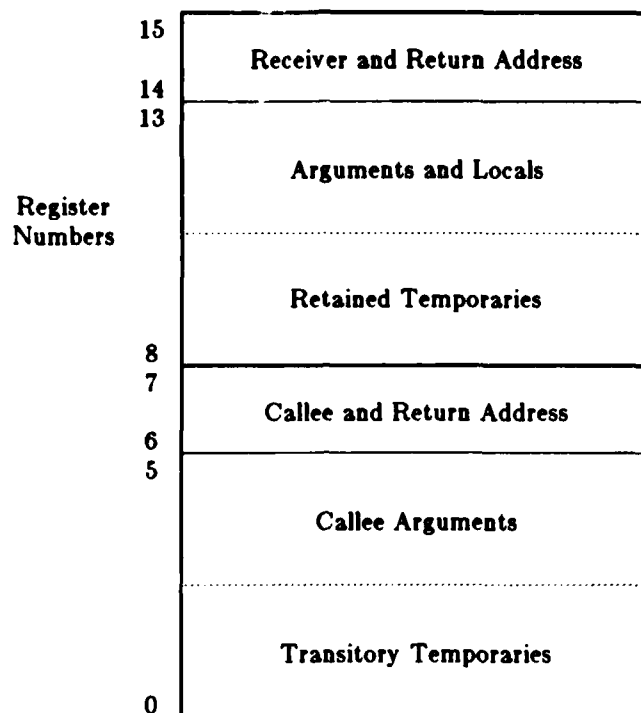 15
Receiver and Return Address
14
13
Arguments and Locals
Register
Numbers
Retained Temporaries
8
7
Callee and Return Address
6
5
Callee Arguments
Transitory Temporaries
0